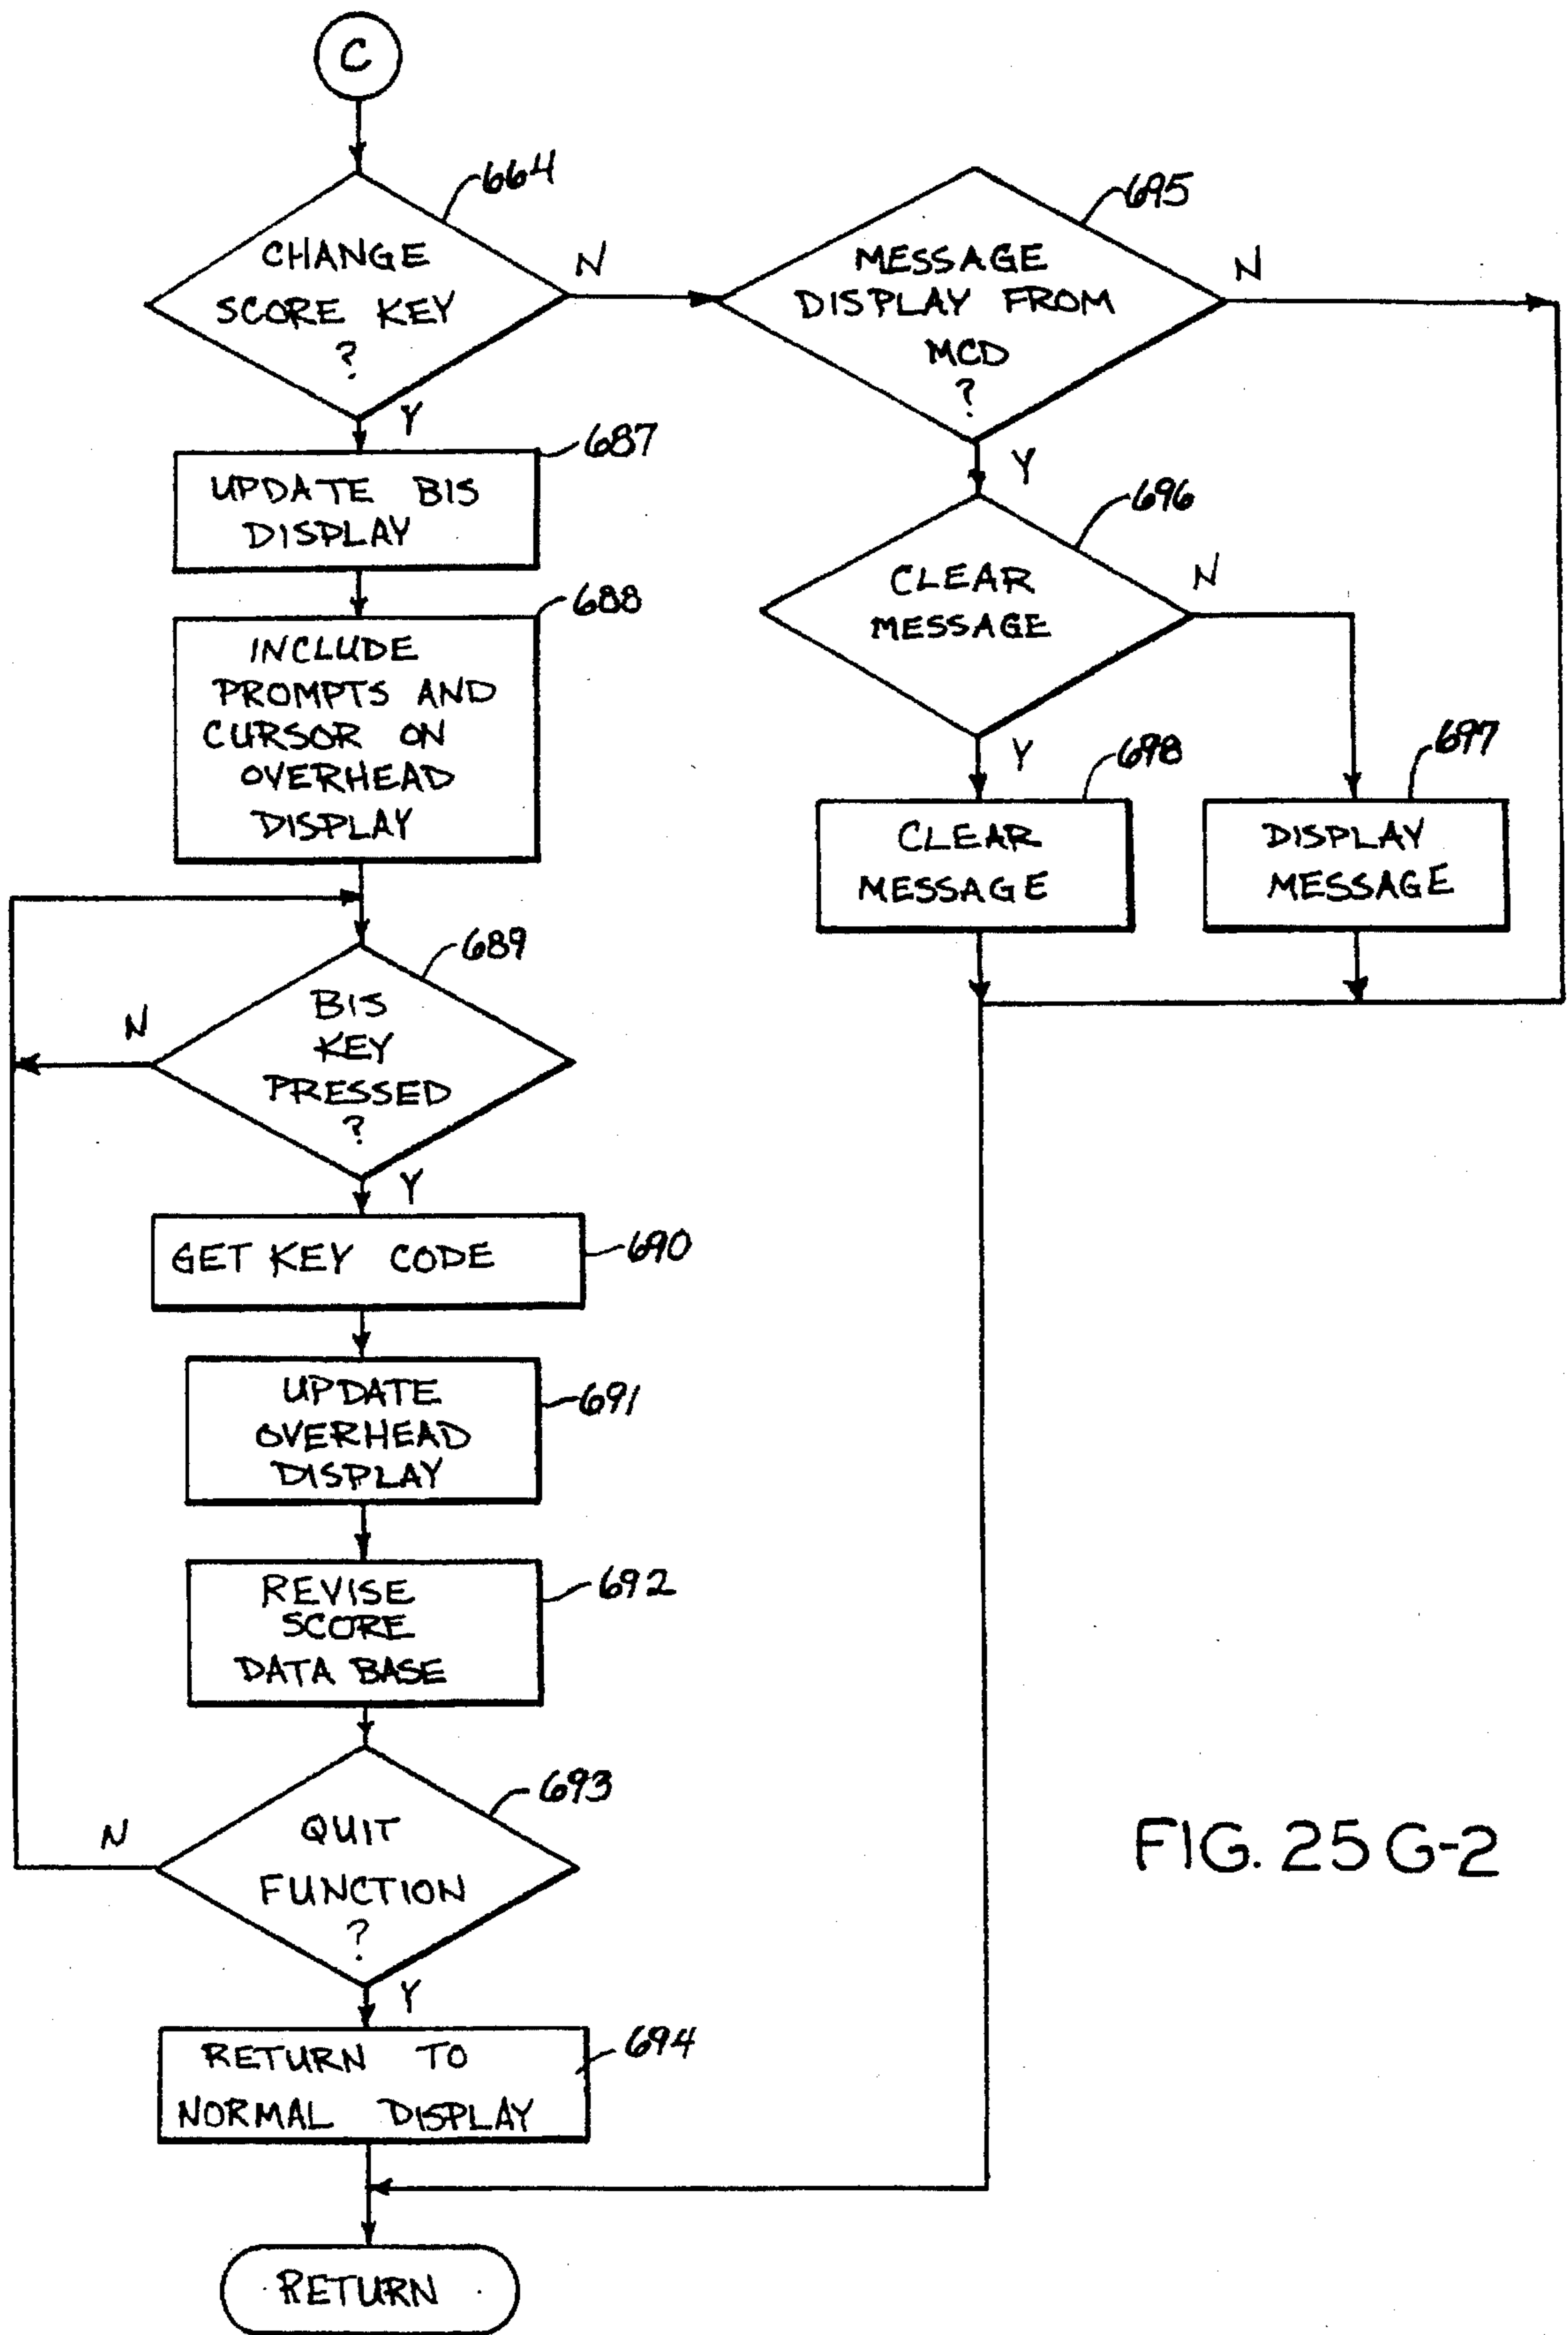 C
664
CHANGE
SCORE KEY
?
N
Y
695
MESSAGE
DISPLAY FROM
MCD
?
N
Y
687
UPDATE BIS
DISPLAY
696
CLEAR
MESSAGE
N
Y
688
INCLUDE
PROMPTS AND
CURSOR ON
OVERHEAD
DISPLAY
698
CLEAR
MESSAGE
697
DISPLAY
MESSAGE
689
BIS
KEY
PRESSED
?
N
Y
GET KEY CODE
690
UPDATE
OVERHEAD
DISPLAY
691
REVISE
SCORE
DATA BASE
692
693
QUIT
FUNCTION
?
N
Y
RETURN TO
NORMAL DISPLAY
694
RETURN
FIG. 25 G-2